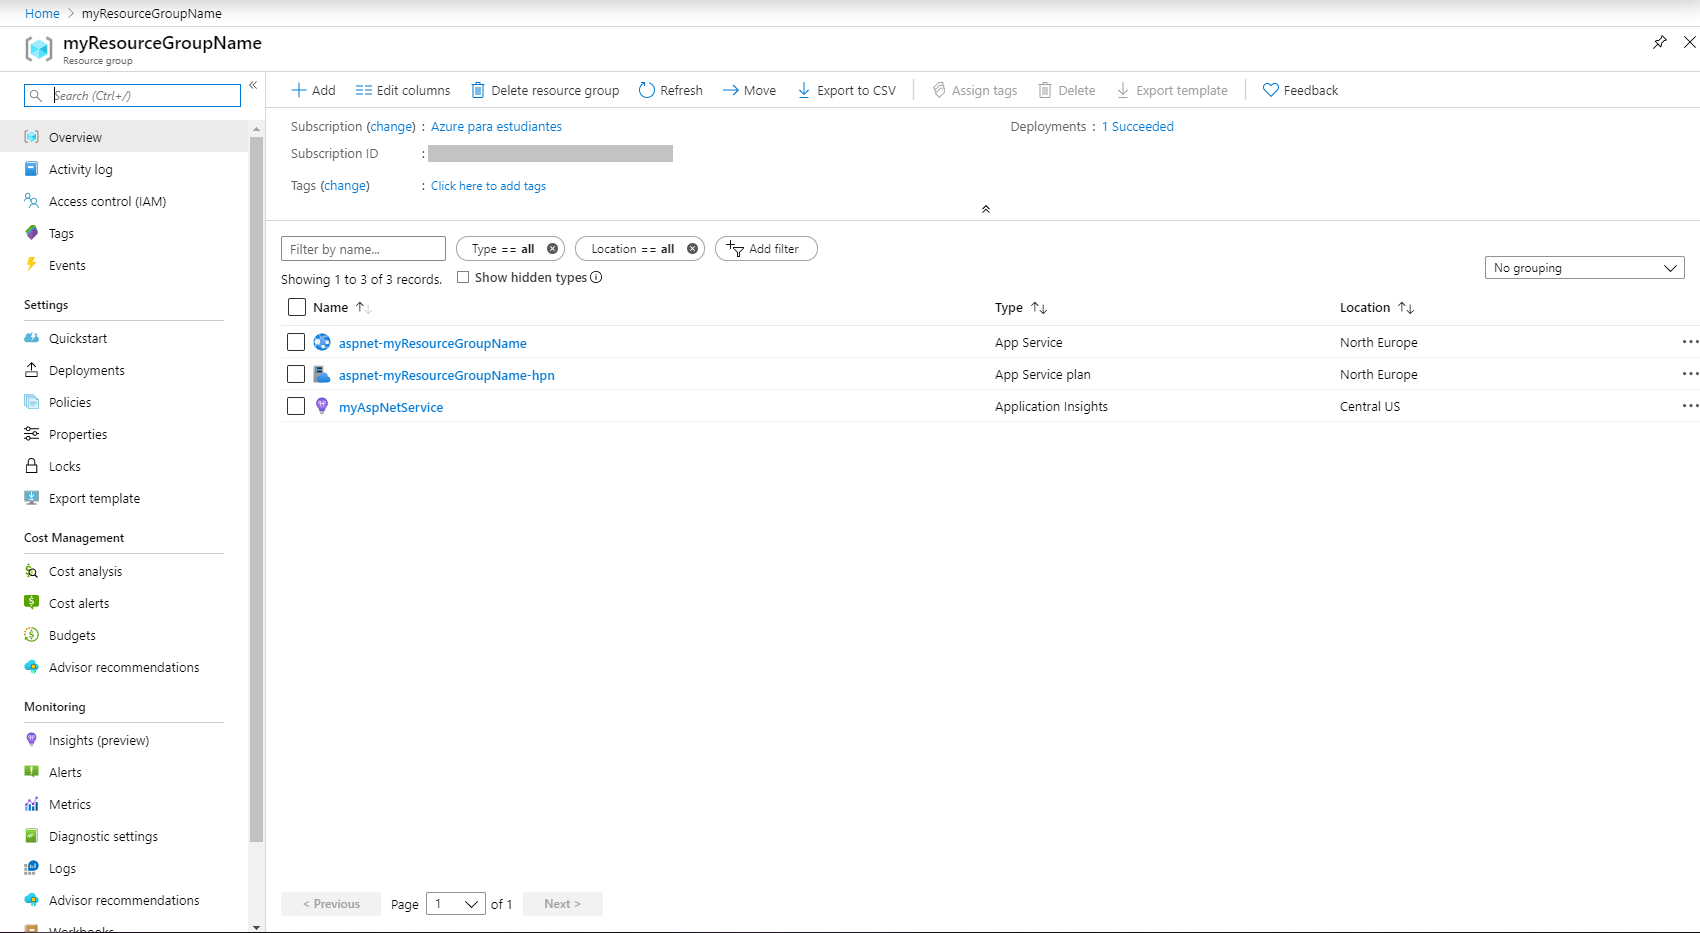 Home > myResourceGroupName
myResourceGroupName
Resource group
Search (Ctrl+/)
«
Overview
Activity log
Access control (IAM)
Tags
Events
Settings
Quickstart
Deployments
Policies
Properties
Locks
Export template
Cost Management
Cost analysis
Cost alerts
Budgets
Advisor recommendations
Monitoring
Insights (preview)
Alerts
Metrics
Diagnostic settings
Logs
Advisor recommendations
Workbooks
Add Edit columns Delete resource group Refresh Move Export to CSV Assign tags Delete Export template Feedback
Subscription (change) : Azure para estudiantes Deployments : 1 Succeeded
Subscription ID :
Tags (change) : Click here to add tags
Filter by name... Type == all Location == all Add filter
Showing 1 to 3 of 3 records. Show hidden types No grouping
Name Type Location
aspnet-myResourceGroupName App Service North Europe ...
aspnet-myResourceGroupName-hpn App Service plan North Europe ...
myAspNetService Application Insights Central US ...
< Previous Page 1 of 1 Next >